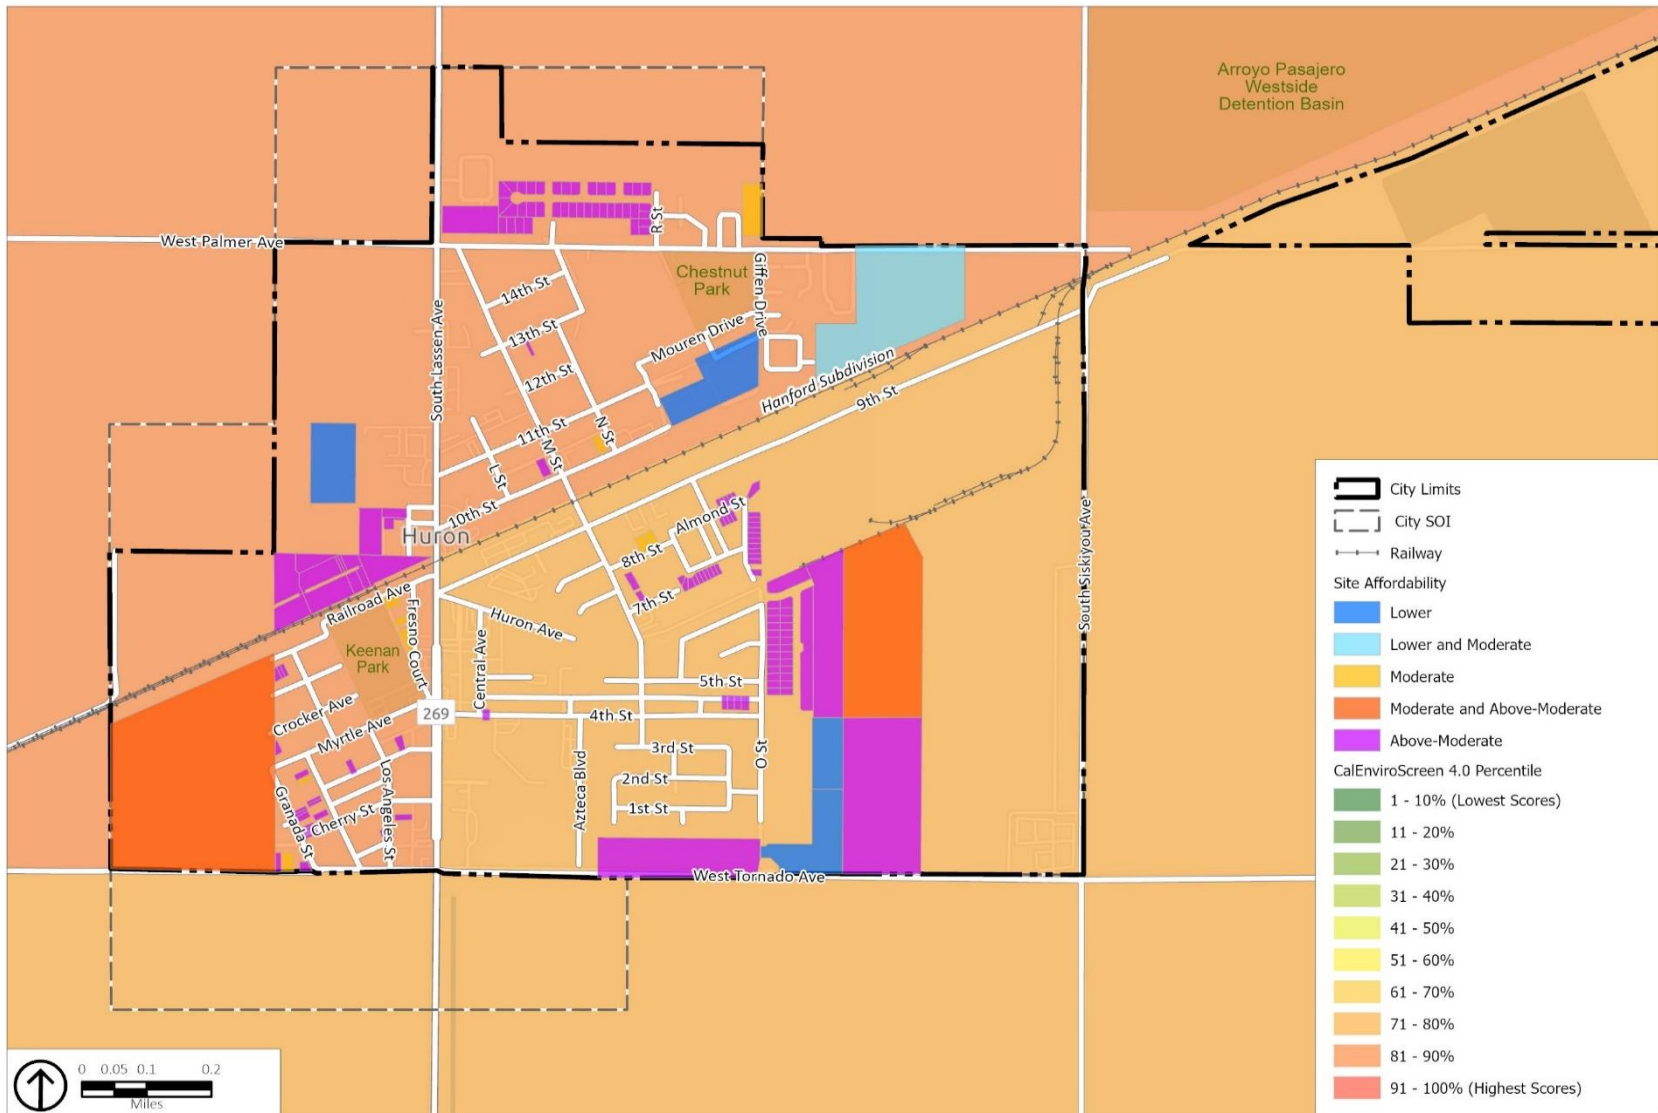 Arroyo Pasajero
Westside
Detention Basin
West Palmer Ave
R St
Chestnut
Park
Giffen Drive
14th St
13th St
Mouren Drive
12th St
South Lassen Ave
Hanford Subdivision
9th St
11th St
N St
M St
L St
10th St
Huron
Almond St
8th St
7th St
Railroad Ave
Fresno Court
Huron Ave
Central Ave
South Siskiyou Ave
Keenan
Park
5th St
269
4th St
Crocker Ave
Myrtle Ave
3rd St
O St
2nd St
Azteca Blvd
Los Angeles St
1st St
Granada St
Cherry St
West Tornado Ave
City Limits
City SOI
Railway
Site Affordability
Lower
Lower and Moderate
Moderate
Moderate and Above-Moderate
Above-Moderate
CalEnviroScreen 4.0 Percentile
1 - 10% (Lowest Scores)
11 - 20%
21 - 30%
31 - 40%
41 - 50%
51 - 60%
61 - 70%
71 - 80%
81 - 90%
91 - 100% (Highest Scores)
0 0.05 0.1 0.2
Miles